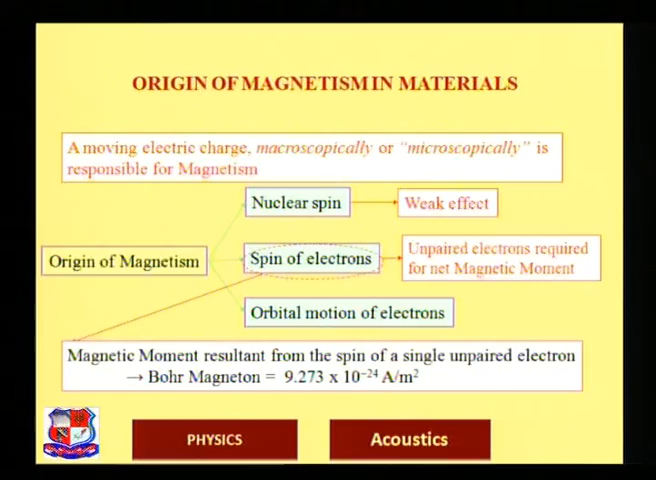 ORIGIN OF MAGNETISM IN MATERIALS
A moving electric charge, macroscopically or “microscopically” is
responsible for Magnetism
Nuclear spin
Weak effect
Origin of Magnetism
Spin of electrons
Unpaired electrons required
for net Magnetic Moment
Orbital motion of electrons
Magnetic Moment resultant from the spin of a single unpaired electron
→ Bohr Magneton = 9.273 x 10⁻²⁴ A/m²
PHYSICS
Acoustics